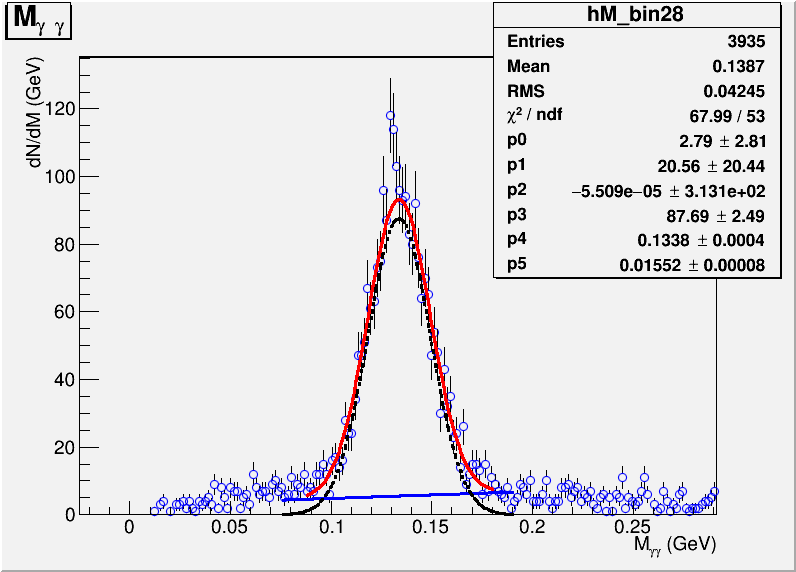 M γ γ
hM_bin28
Entries 3935
Mean 0.1387
RMS 0.04245
χ² / ndf 67.99 / 53
p0 2.79 ± 2.81
p1 20.56 ± 20.44
p2 −5.509e−05 ± 3.131e+02
p3 87.69 ± 2.49
p4 0.1338 ± 0.0004
p5 0.01552 ± 0.00008
dN/dM (GeV)
120
100
80
60
40
20
0
0 0.05 0.1 0.15 0.2 0.25
M γγ (GeV)